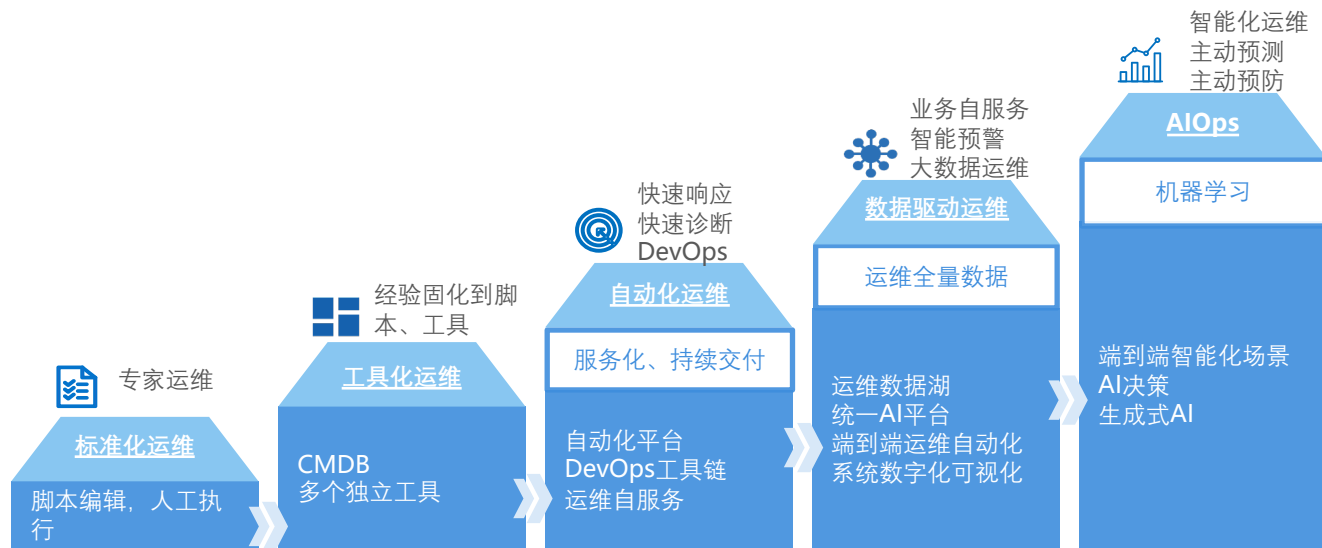 专家运维
标准化运维
脚本编辑，人工执
行
经验固化到脚
本、工具
工具化运维
CMDB
多个独立工具
快速响应
快速诊断
DevOps
自动化运维
服务化、持续交付
自动化平台
DevOps工具链
运维自服务
业务自服务
智能预警
大数据运维
数据驱动运维
运维全量数据
运维数据湖
统一AI平台
端到端运维自动化
系统数字化可视化
智能化运维
主动预测
主动预防
AIOps
机器学习
端到端智能化场景
AI决策
生成式AI